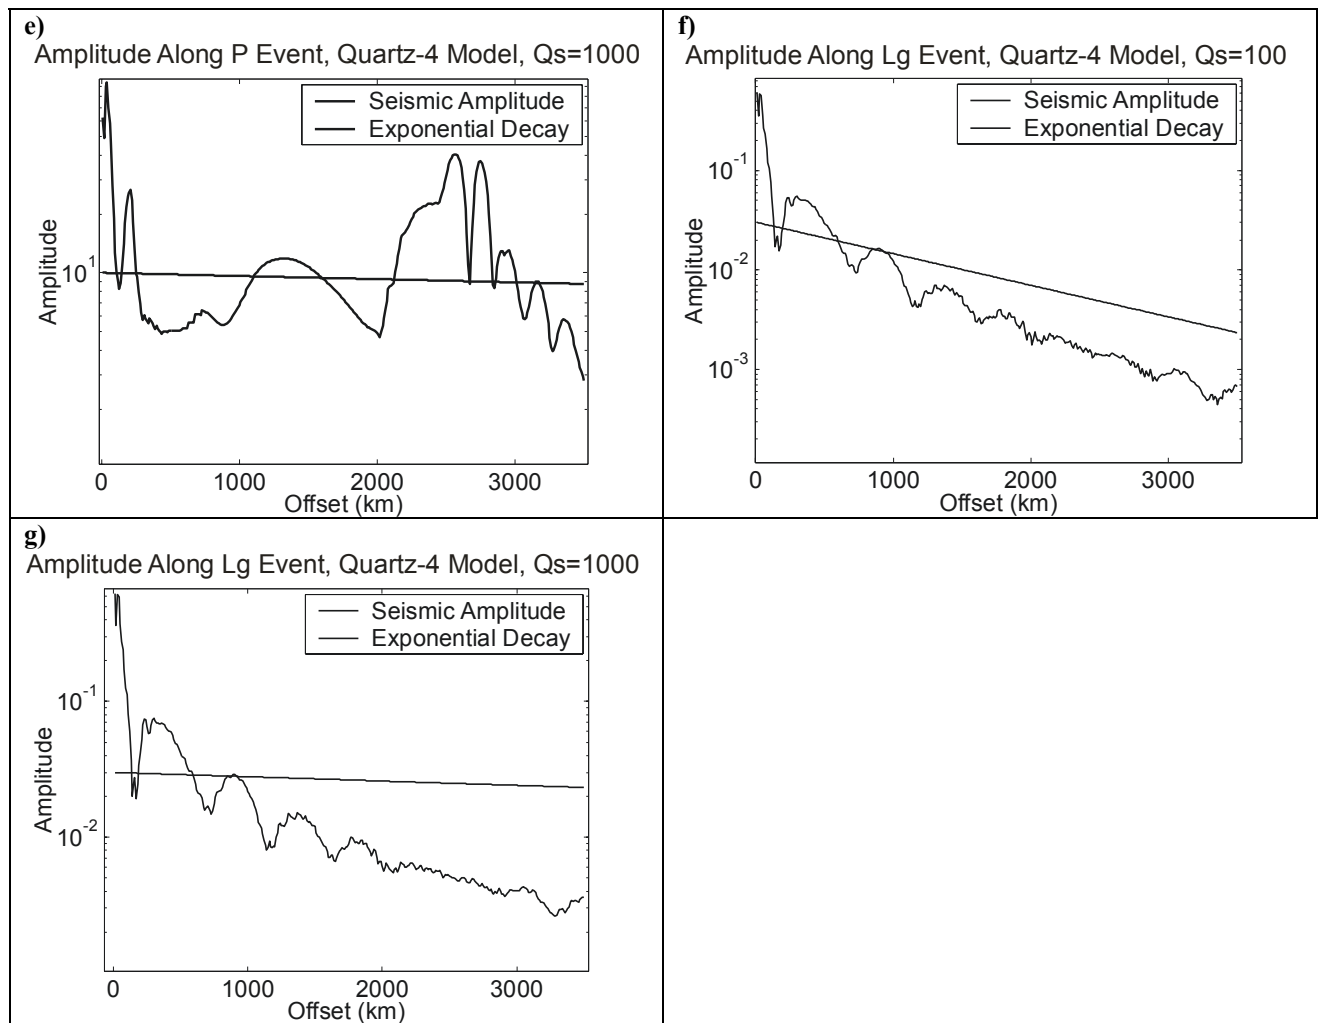 e)
Amplitude Along P Event, Quartz-4 Model, Qs=1000
Seismic Amplitude
Exponential Decay
Amplitude
10^1
0 1000 2000 3000
Offset (km)
f)
Amplitude Along Lg Event, Quartz-4 Model, Qs=100
Seismic Amplitude
Exponential Decay
Amplitude
10^-1
10^-2
10^-3
0 1000 2000 3000
Offset (km)
g)
Amplitude Along Lg Event, Quartz-4 Model, Qs=1000
Seismic Amplitude
Exponential Decay
Amplitude
10^-1
10^-2
0 1000 2000 3000
Offset (km)